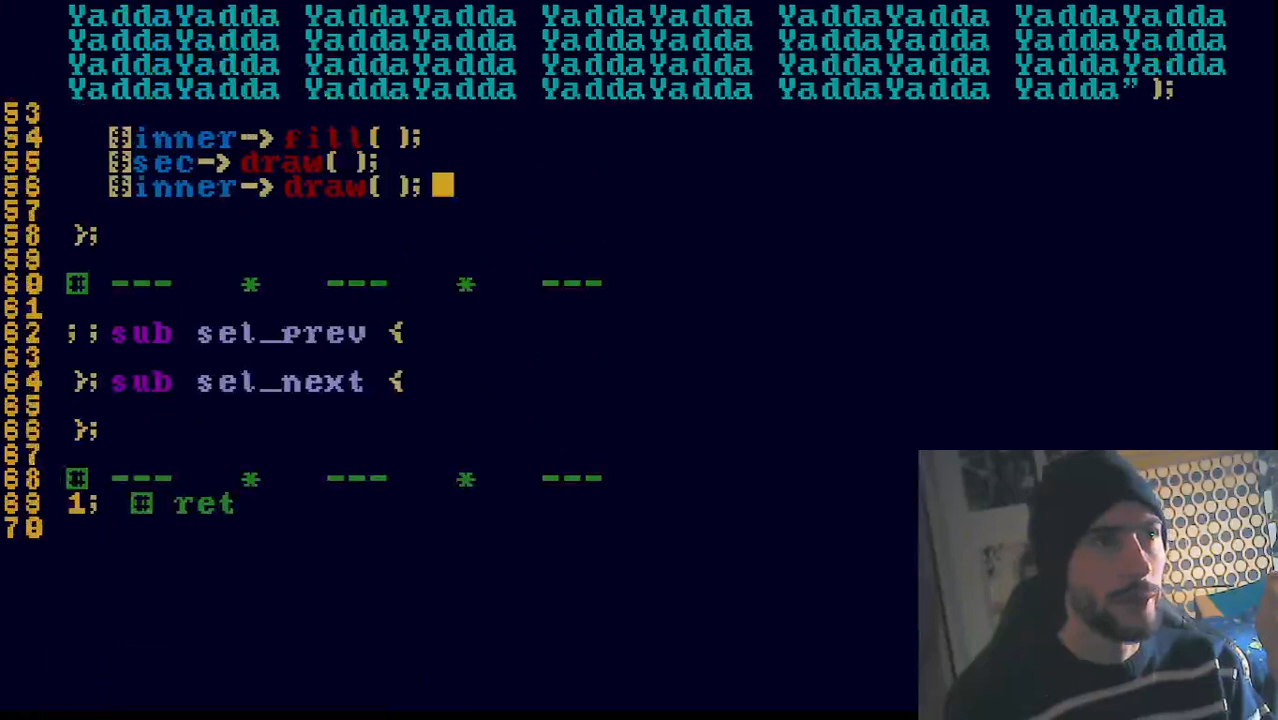 YaddaYadda YaddaYadda YaddaYadda YaddaYadda YaddaYadda
YaddaYadda YaddaYadda YaddaYadda YaddaYadda YaddaYadda
YaddaYadda YaddaYadda YaddaYadda YaddaYadda YaddaYadda
YaddaYadda YaddaYadda YaddaYadda YaddaYadda Yadda" );
53
54 $inner->fill( );
55 $sec->draw( );
56 $inner->draw( );
57
58 };
59
60 # --- * --- * ---
61
62 ;;sub sel_prev {
63
64 };sub sel_next {
65
66 };
67
68 # --- * --- * ---
69 1; # ret
70